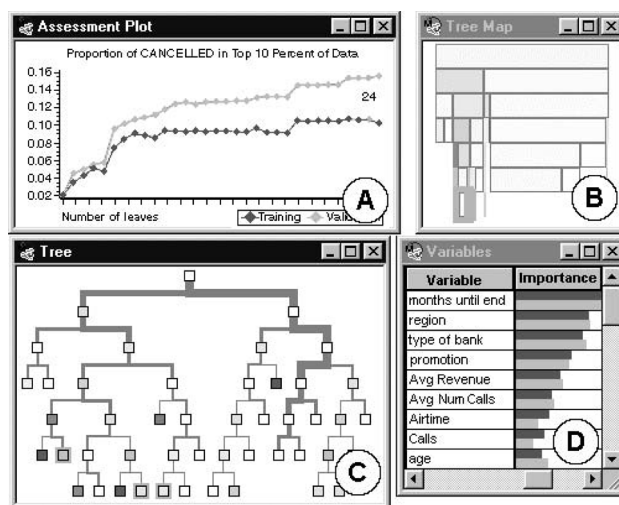 Assessment Plot
Proportion of CANCELLED in Top 10 Percent of Data
0.16
0.14
0.12
0.10
0.08
0.06
0.04
0.02
24
Number of leaves
Training
A
Tree Map
B
Tree
C
Variables
Variable Importance
months until end
region
type of bank
promotion
Avg Revenue
Avg Num Calls
Airtime
Calls
age
D